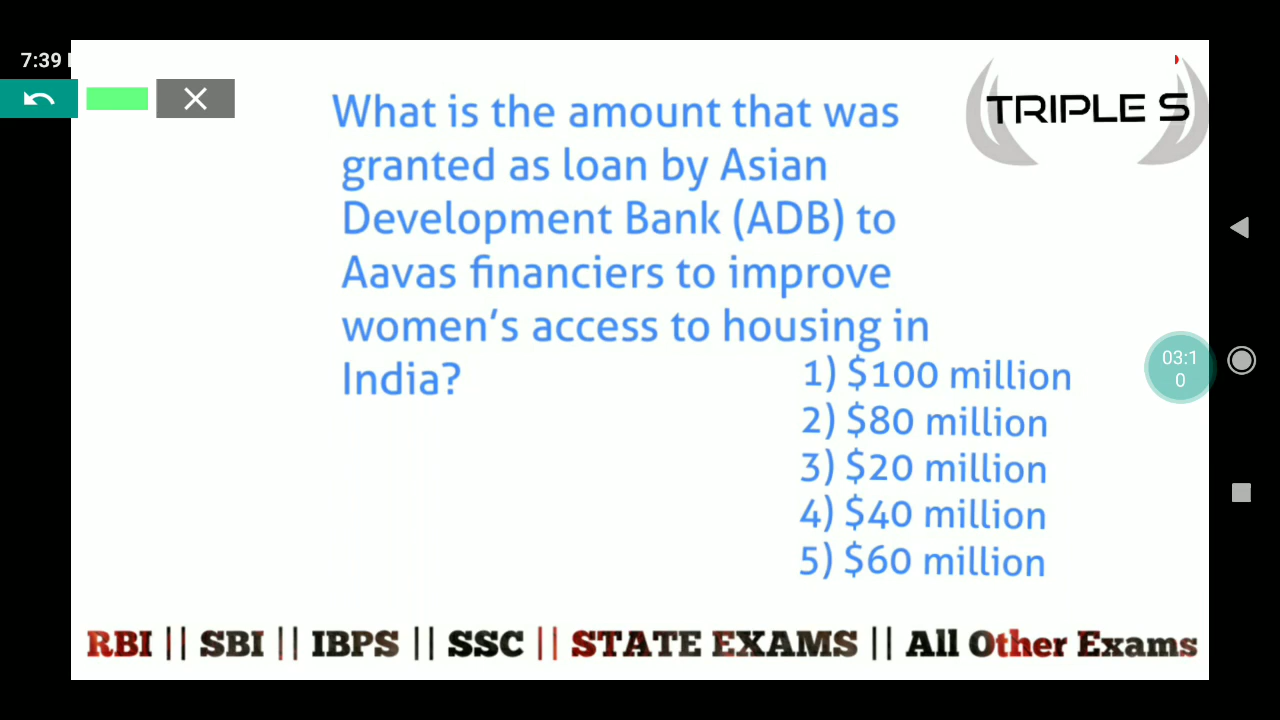 7:39
What is the amount that was
granted as loan by Asian
Development Bank (ADB) to
Aavas financiers to improve
women's access to housing in
India?
TRIPLE S
1) $100 million
2) $80 million
3) $20 million
4) $40 million
5) $60 million
03:1
0
RBI || SBI || IBPS || SSC || STATE EXAMS || All Other Exams